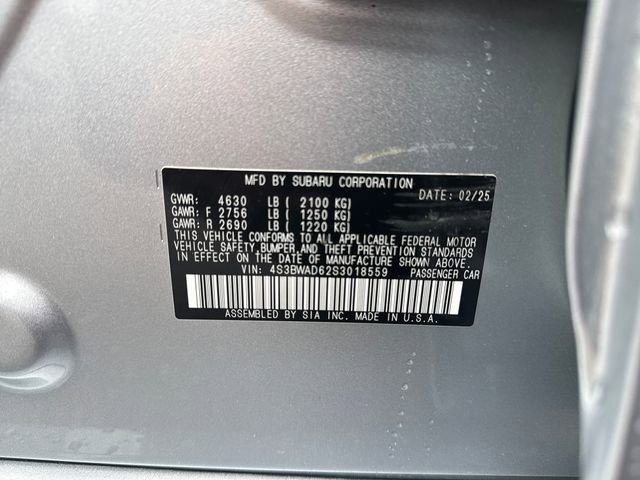 MFD BY SUBARU CORPORATION
DATE: 02/25
GVWR: 4630 LB ( 2100 KG)
GAWR: F 2756 LB ( 1250 KG)
GAWR: R 2690 LB ( 1220 KG)
THIS VEHICLE CONFORMS TO ALL APPLICABLE FEDERAL MOTOR
VEHICLE SAFETY, BUMPER, AND THEFT PREVENTION STANDARDS
IN EFFECT ON THE DATE OF MANUFACTURE SHOWN ABOVE.
VIN: 4S3BWAD62S3018559 PASSENGER CAR
ASSEMBLED BY SIA INC. MADE IN U.S.A.